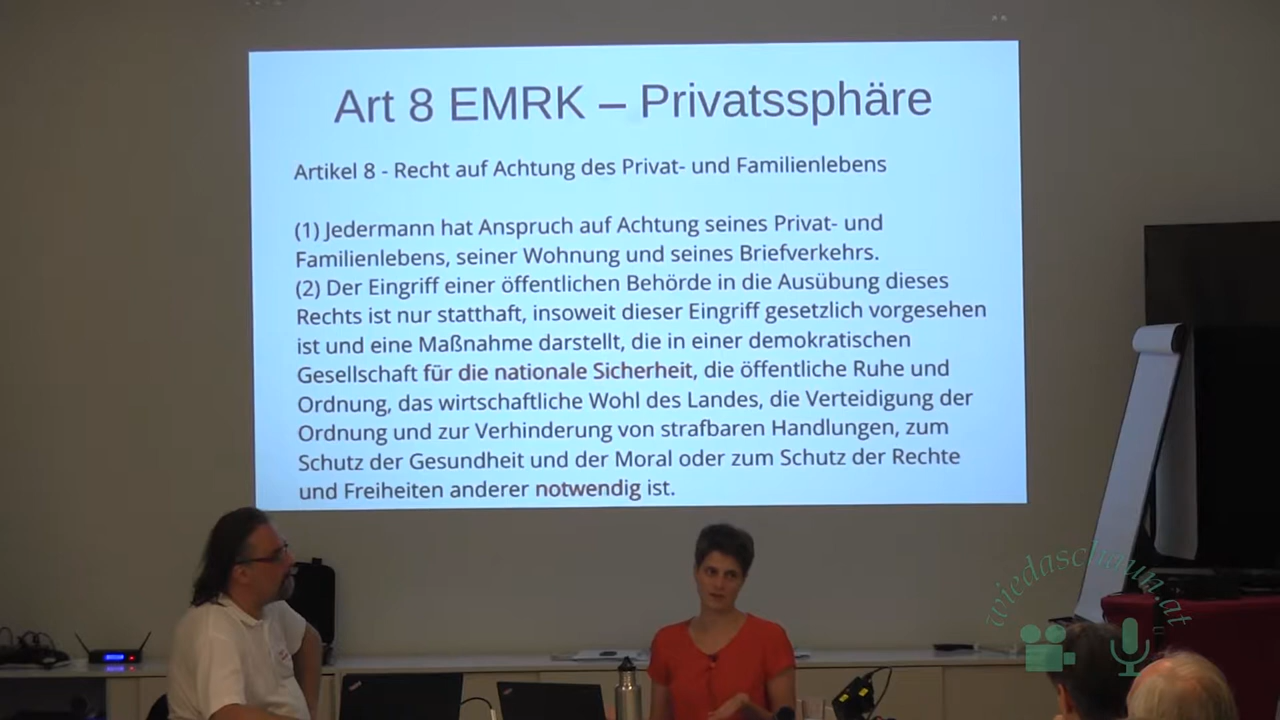 Art 8 EMRK – Privatssphäre
Artikel 8 - Recht auf Achtung des Privat- und Familienlebens
(1) Jedermann hat Anspruch auf Achtung seines Privat- und
Familienlebens, seiner Wohnung und seines Briefverkehrs.
(2) Der Eingriff einer öffentlichen Behörde in die Ausübung dieses
Rechts ist nur statthaft, insoweit dieser Eingriff gesetzlich vorgesehen
ist und eine Maßnahme darstellt, die in einer demokratischen
Gesellschaft für die nationale Sicherheit, die öffentliche Ruhe und
Ordnung, das wirtschaftliche Wohl des Landes, die Verteidigung der
Ordnung und zur Verhinderung von strafbaren Handlungen, zum
Schutz der Gesundheit und der Moral oder zum Schutz der Rechte
und Freiheiten anderer notwendig ist.
wiedaschaun.at